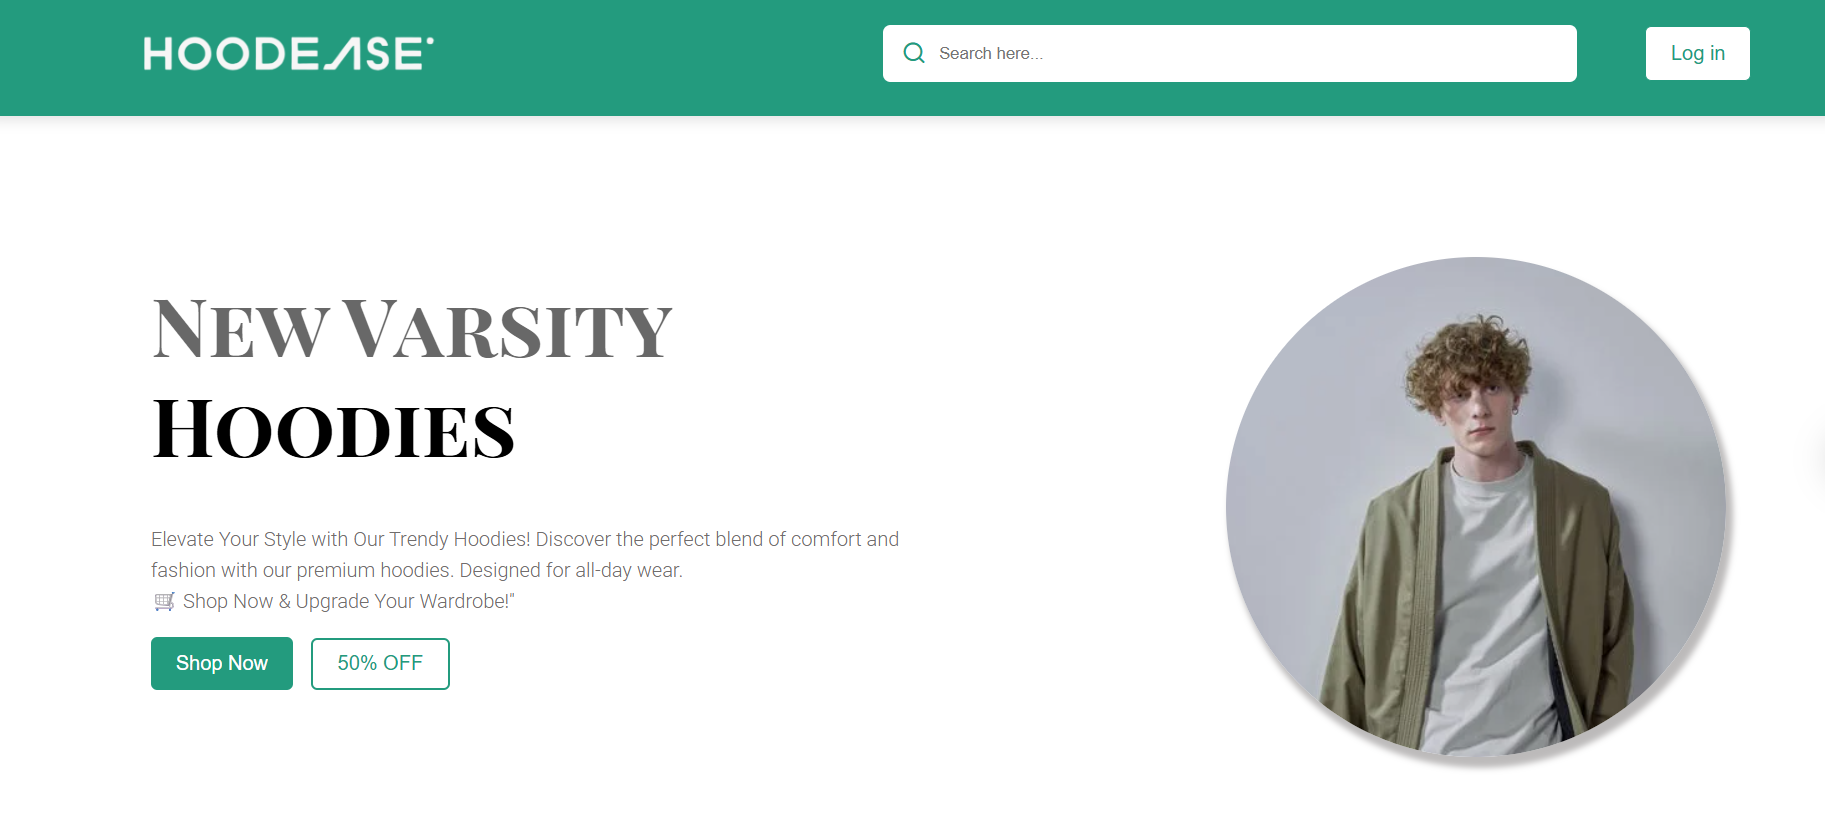 HOODEASE
Search here...
Log in
New Varsity
Hoodies
Elevate Your Style with Our Trendy Hoodies! Discover the perfect blend of comfort and
fashion with our premium hoodies. Designed for all-day wear.
🛒 Shop Now & Upgrade Your Wardrobe!"
Shop Now
50% OFF